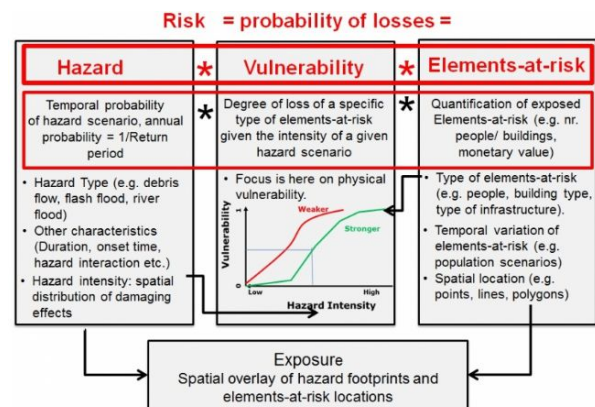 Risk = probability of losses =
Hazard
*
Vulnerability
*
Elements-at-risk
Temporal probability
of hazard scenario, annual
probability = 1/Return
period
*
Degree of loss of a specific
type of elements-at-risk
given the intensity of a given
hazard scenario
*
Quantification of exposed
Elements-at-risk (e.g. nr.
people/ buildings,
monetary value)
• Hazard Type (e.g. debris
flow, flash flood, river
flood)
• Other characteristics
(Duration, onset time,
hazard interaction etc.)
• Hazard intensity: spatial
distribution of damaging
effects
• Focus is here on physical
vulnerability.
Vulnerability
1
0
Weaker
Stronger
Low
High
Hazard Intensity
• Type of elements-at-risk
(e.g. people, building type,
type of infrastructure).
• Temporal variation of
elements-at-risk (e.g.
population scenarios)
• Spatial location (e.g.
points, lines, polygons)
Exposure
Spatial overlay of hazard footprints and
elements-at-risk locations